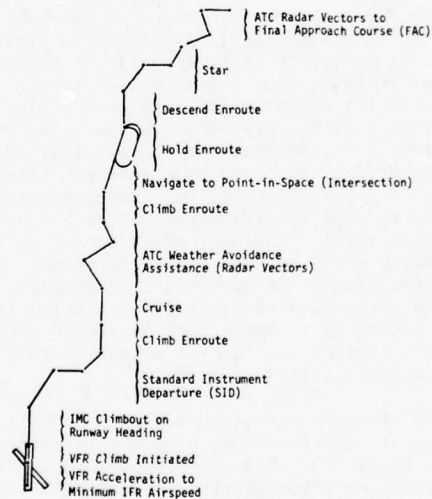 ATC Radar Vectors to
Final Approach Course (FAC)
Star
Descend Enroute
Hold Enroute
Navigate to Point-in-Space (Intersection)
Climb Enroute
ATC Weather Avoidance
Assistance (Radar Vectors)
Cruise
Climb Enroute
Standard Instrument
Departure (SID)
IMC Climbout on
Runway Heading
VFR Climb Initiated
VFR Acceleration to
Minimum IFR Airspeed